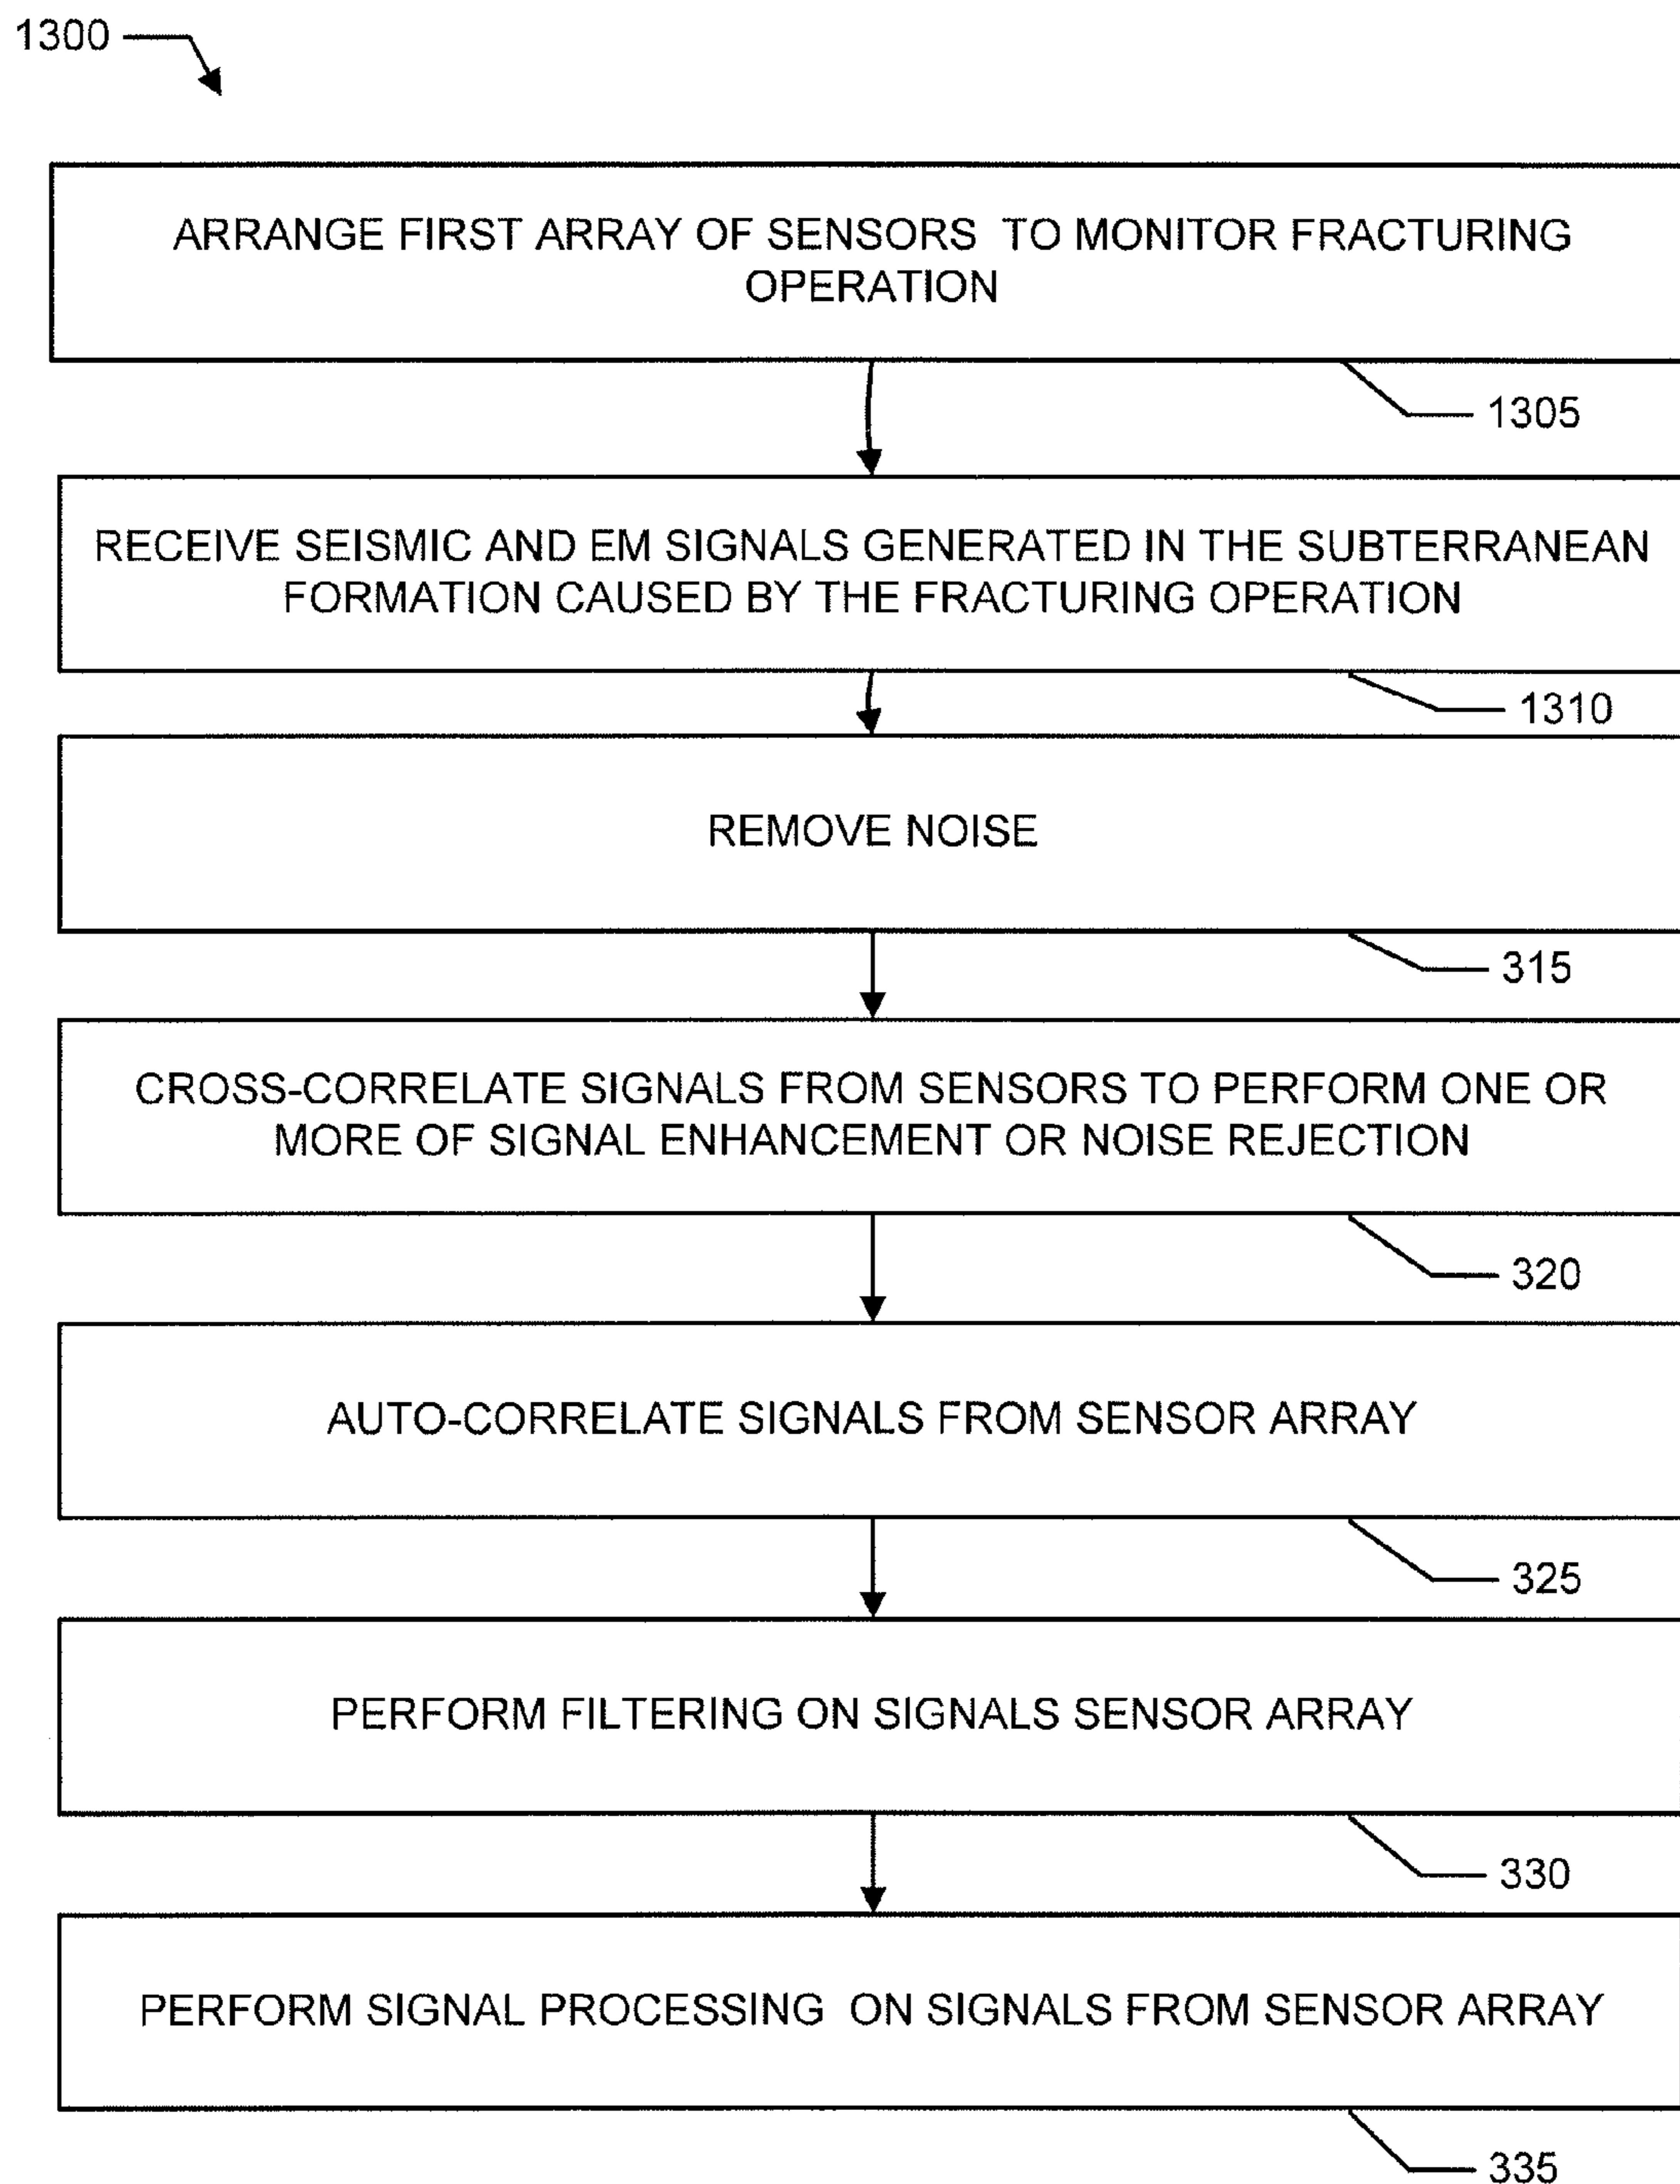 1300
ARRANGE FIRST ARRAY OF SENSORS TO MONITOR FRACTURING
OPERATION
1305
RECEIVE SEISMIC AND EM SIGNALS GENERATED IN THE SUBTERRANEAN
FORMATION CAUSED BY THE FRACTURING OPERATION
1310
REMOVE NOISE
315
CROSS-CORRELATE SIGNALS FROM SENSORS TO PERFORM ONE OR
MORE OF SIGNAL ENHANCEMENT OR NOISE REJECTION
320
AUTO-CORRELATE SIGNALS FROM SENSOR ARRAY
325
PERFORM FILTERING ON SIGNALS SENSOR ARRAY
330
PERFORM SIGNAL PROCESSING ON SIGNALS FROM SENSOR ARRAY
335